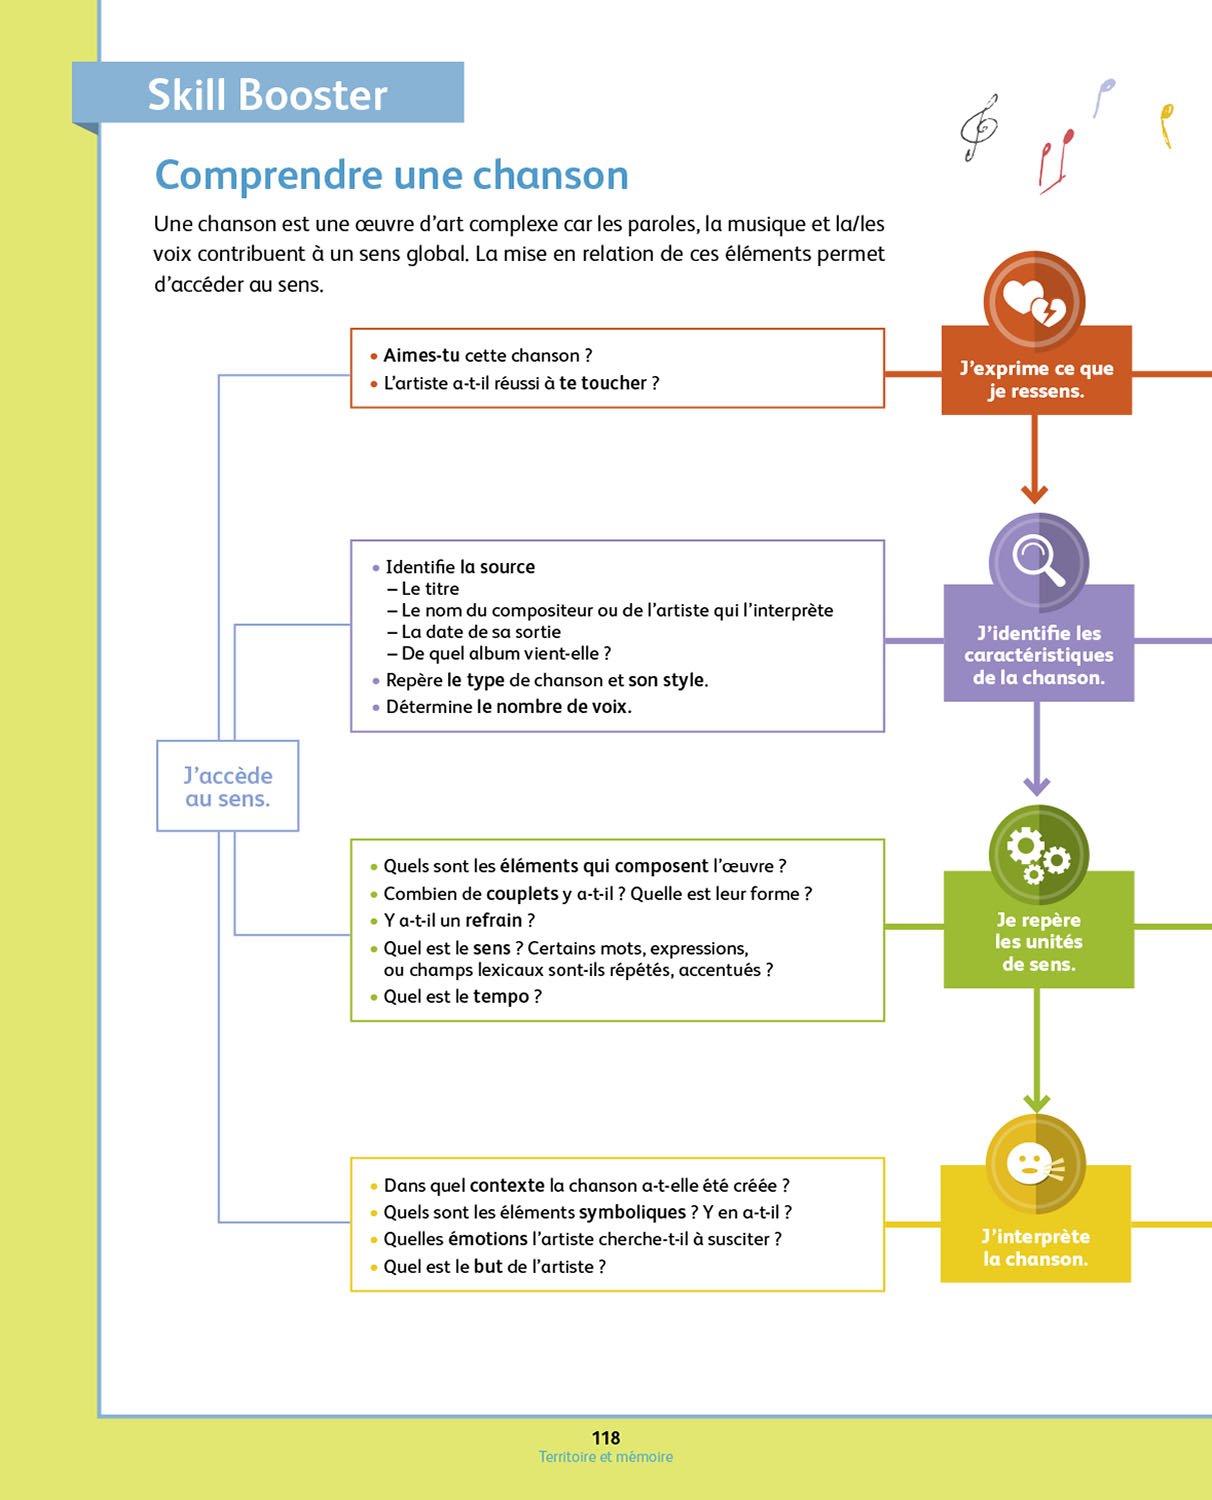 Skill Booster
Comprendre une chanson
Une chanson est une œuvre d’art complexe car les paroles, la musique et la/les
voix contribuent à un sens global. La mise en relation de ces éléments permet
d’accéder au sens.
• Aimes-tu cette chanson ?
• L’artiste a-t-il réussi à te toucher ?
J’exprime ce que
je ressens.
• Identifie la source
– Le titre
– Le nom du compositeur ou de l’artiste qui l’interprète
– La date de sa sortie
– De quel album vient-elle ?
• Repère le type de chanson et son style.
• Détermine le nombre de voix.
J’identifie les
caractéristiques
de la chanson.
J’accède
au sens.
• Quels sont les éléments qui composent l’œuvre ?
• Combien de couplets y a-t-il ? Quelle est leur forme ?
• Y a-t-il un refrain ?
• Quel est le sens ? Certains mots, expressions,
ou champs lexicaux sont-ils répétés, accentués ?
• Quel est le tempo ?
Je repère
les unités
de sens.
• Dans quel contexte la chanson a-t-elle été créée ?
• Quels sont les éléments symboliques ? Y en a-t-il ?
• Quelles émotions l’artiste cherche-t-il à susciter ?
• Quel est le but de l’artiste ?
J’interprète
la chanson.
118
Territoire et mémoire